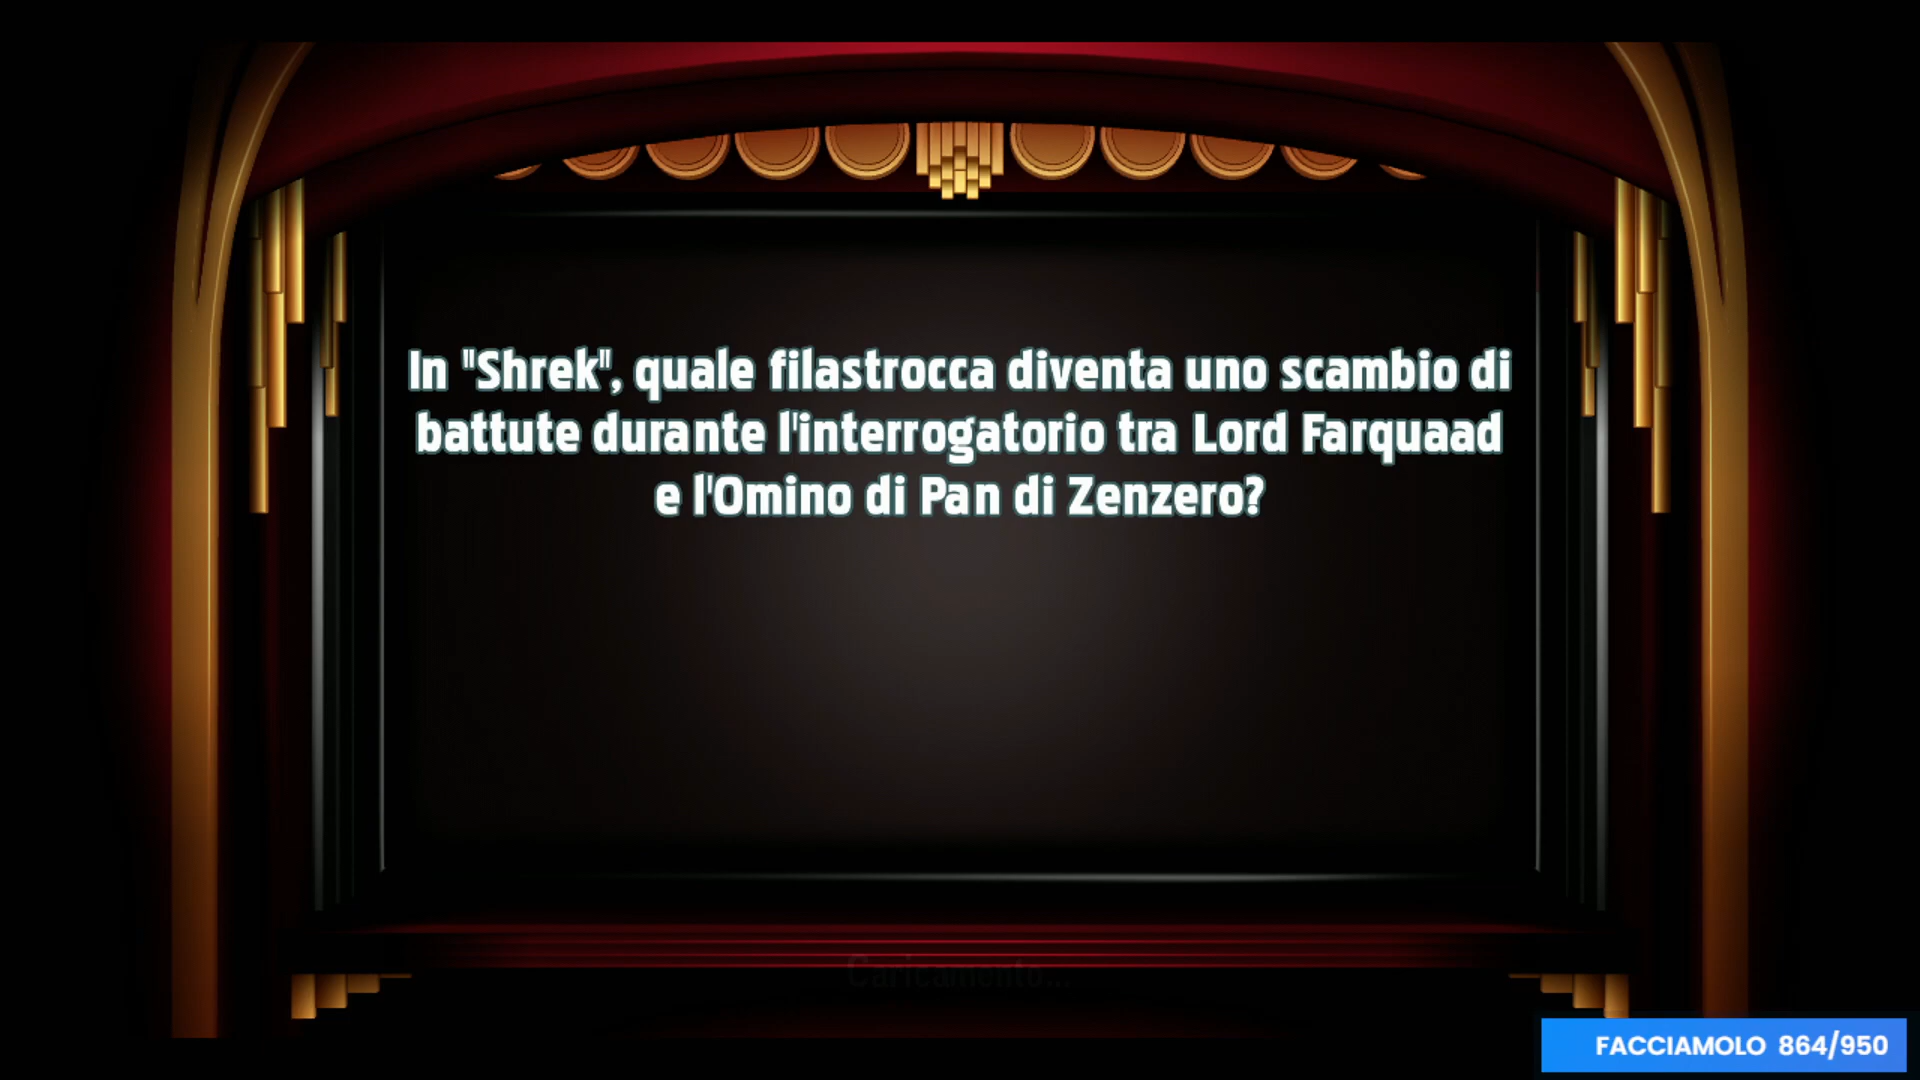 In "Shrek", quale filastrocca diventa uno scambio di
battute durante l'interrogatorio tra Lord Farquaad
e l'Omino di Pan di Zenzero?
Caricamento...
FACCIAMOLO 864/950